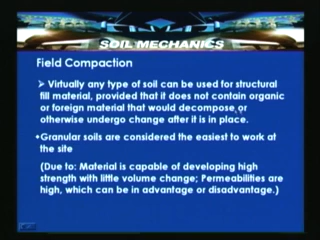 SOIL MECHANICS
Field Compaction
➢ Virtually any type of soil can be used for structural
fill material, provided that it does not contain organic
or foreign material that would decompose or
otherwise undergo change after it is in place.
•Granular soils are considered the easiest to work at
the site
(Due to: Material is capable of developing high
strength with little volume change; Permeabilities are
high, which can be in advantage or disadvantage.)